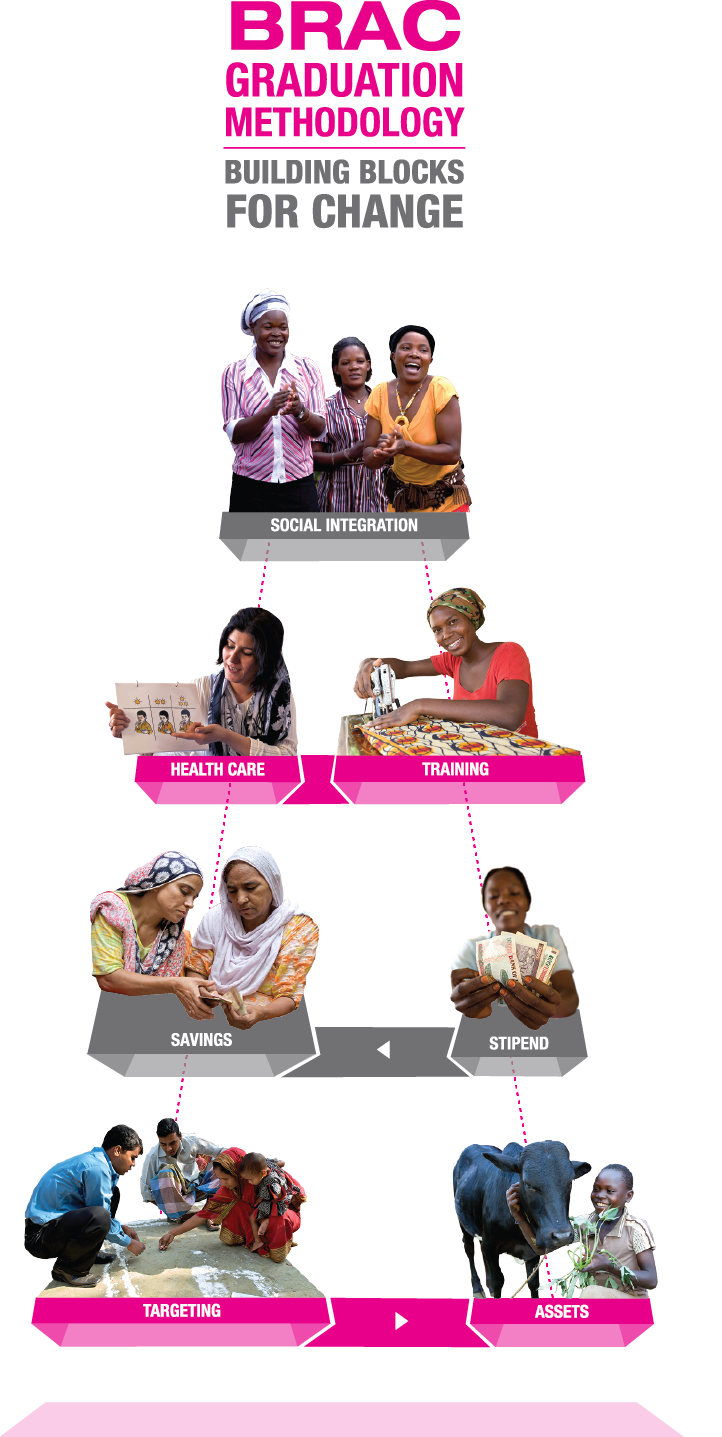 BRAC
GRADUATION
METHODOLOGY
BUILDING BLOCKS
FOR CHANGE
SOCIAL INTEGRATION
HEALTH CARE
TRAINING
SAVINGS
STIPEND
TARGETING
ASSETS